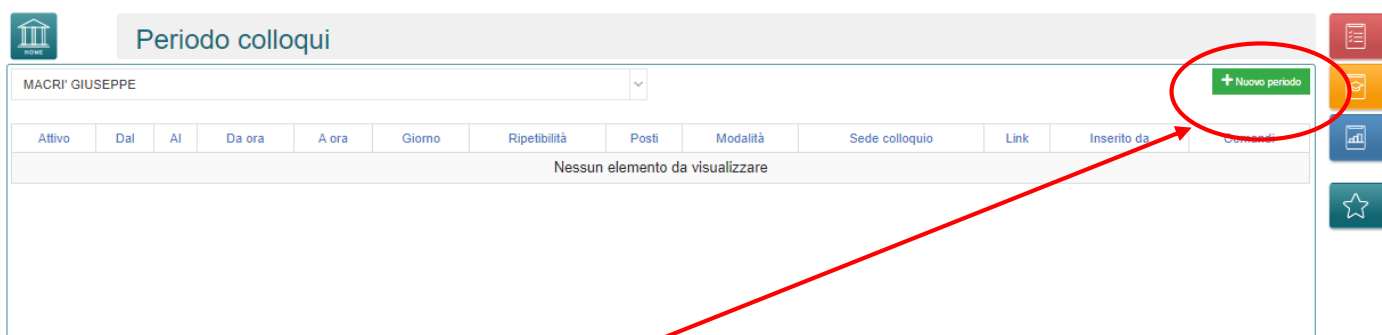 HOME
Periodo colloqui
MACRI' GIUSEPPE
+ Nuovo periodo
Attivo Dal Al Da ora A ora Giorno Ripetibilità Posti Modalità Sede colloquio Link Inserito da Comandi
Nessun elemento da visualizzare